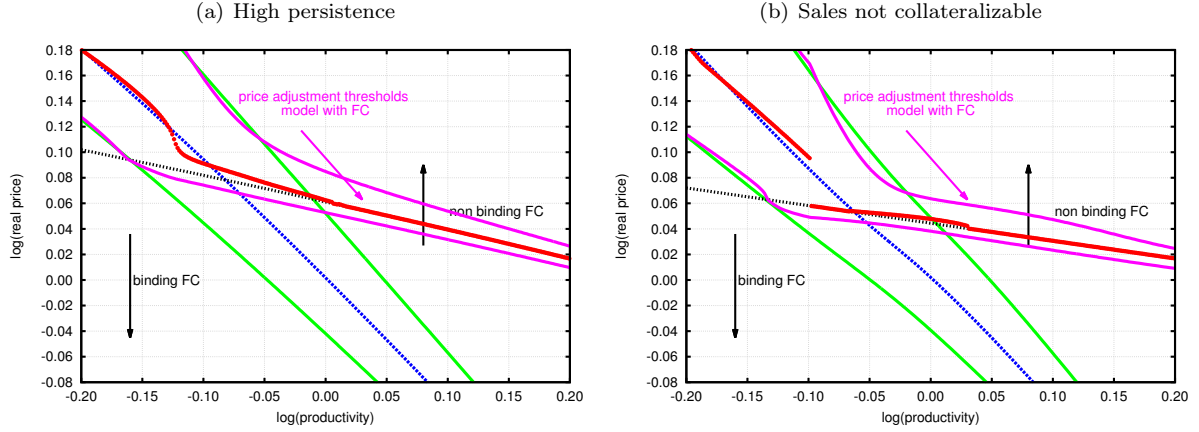 (a) High persistence
(b) Sales not collateralizable
0.18
0.16
0.14
0.12
0.10
0.08
0.06
0.04
0.02
0.00
-0.02
-0.04
-0.06
-0.08
log(real price)
price adjustment thresholds
model with FC
non binding FC
binding FC
-0.20 -0.15 -0.10 -0.05 0.00 0.05 0.10 0.15 0.20
log(productivity)
0.18
0.16
0.14
0.12
0.10
0.08
0.06
0.04
0.02
0.00
-0.02
-0.04
-0.06
-0.08
log(real price)
price adjustment thresholds
model with FC
non binding FC
binding FC
-0.20 -0.15 -0.10 -0.05 0.00 0.05 0.10 0.15 0.20
log(productivity)